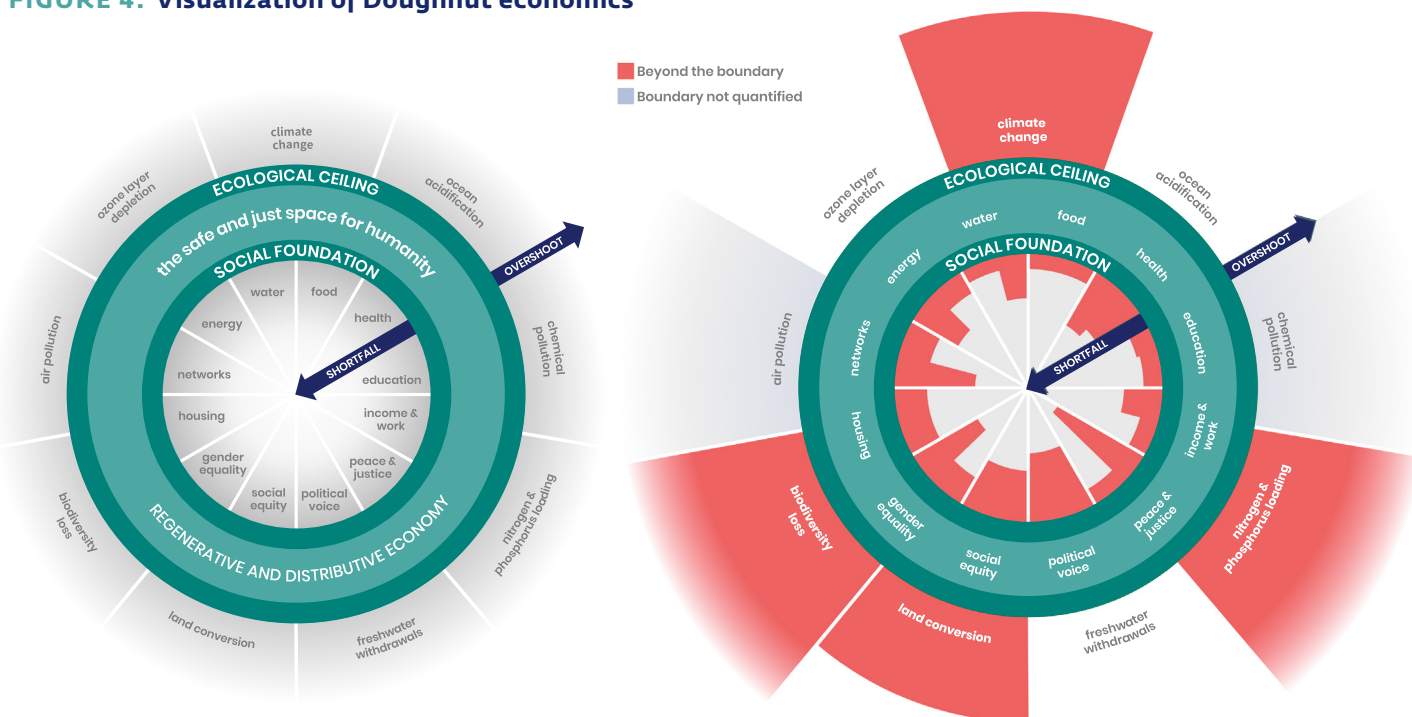 FIGURE 4: Visualization of Doughnut economics
climate
change
ocean
acidification
chemical
pollution
nitrogen &
phosphorus loading
freshwater
withdrawals
land conversion
biodiversity
loss
air pollution
ozone layer
depletion
ECOLOGICAL CEILING
the safe and just space for humanity
SOCIAL FOUNDATION
water
food
health
education
income &
work
peace &
justice
political
voice
social
equity
gender
equality
housing
networks
energy
SHORTFALL
OVERSHOOT
REGENERATIVE AND DISTRIBUTIVE ECONOMY
Beyond the boundary
Boundary not quantified
climate
change
ocean
acidification
chemical
pollution
nitrogen &
phosphorus loading
freshwater
withdrawals
land conversion
biodiversity
loss
air pollution
ozone layer
depletion
ECOLOGICAL CEILING
water
food
health
education
income &
work
peace &
justice
political
voice
social
equity
gender
equality
housing
networks
energy
SOCIAL FOUNDATION
SHORTFALL
OVERSHOOT